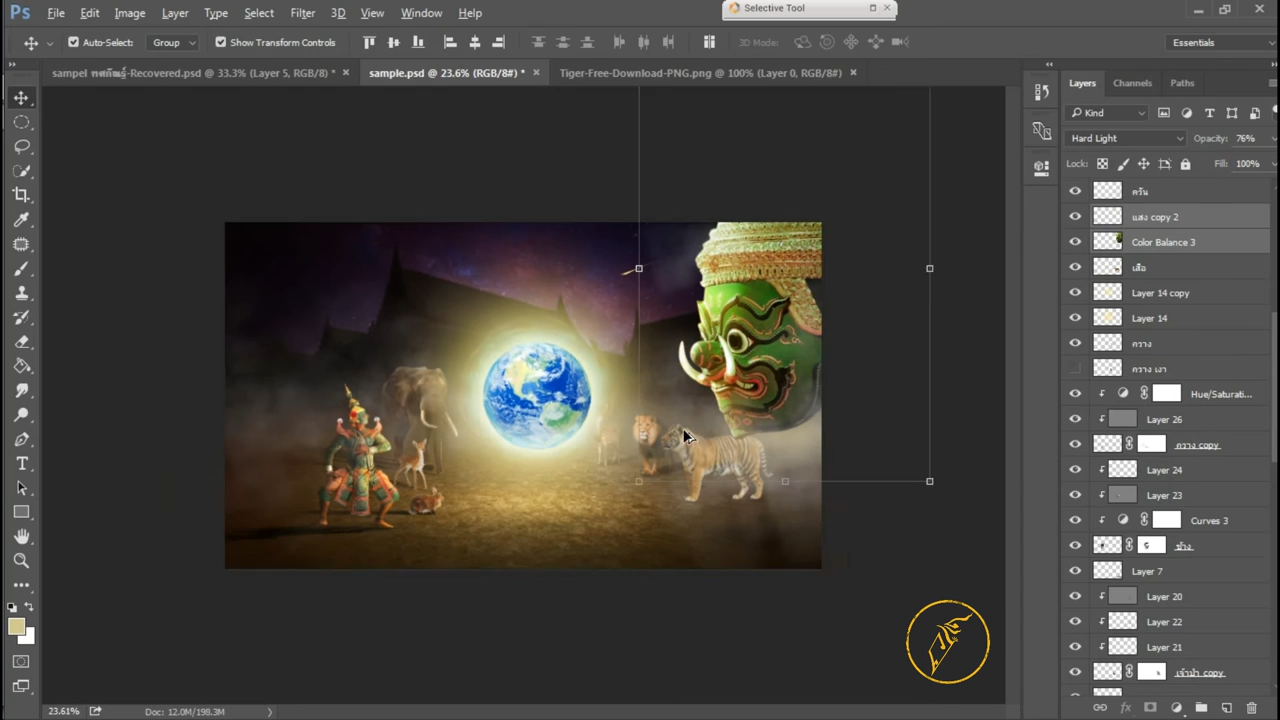 Ps File Edit Image Layer Type Select Filter 3D View Window Help
Selective Tool
Auto-Select: Group Show Transform Controls 3D Mode: Essentials
sampel ทศกัณฐ์-Recovered.psd @ 33.3% (Layer 5, RGB/8) * × sample.psd @ 23.6% (RGB/8#) * × Tiger-Free-Download-PNG.png @ 100% (Layer 0, RGB/8#) ×
Layers Channels Paths
Kind
Hard Light Opacity: 76%
Lock: Fill: 100%
ควัน
แสง copy 2
Color Balance 3
เสือ
Layer 14 copy
Layer 14
กวาง
กวาง เงา
Hue/Saturati...
Layer 26
กวาง copy
Layer 24
Layer 23
Curves 3
ช้าง
Layer 7
Layer 20
Layer 22
Layer 21
เจ้าป่า copy
23.61% Doc: 12.0M/198.3M